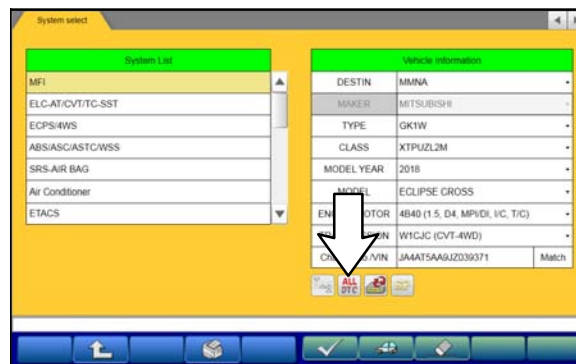 System select
System List
MFI
ELC-AT/CVT/TC-SST
ECPS/4WS
ABS/ASC/ASTC/WSS
SRS-AIR BAG
Air Conditioner
ETACS
Vehicle information
DESTIN MMNA
MAKER MITSUBISHI
TYPE GK1W
CLASS XTPUZL2M
MODEL YEAR 2018
MODEL ECLIPSE CROSS
4B40 (1.5, D4, MPI/DI, I/C, T/C)
W1CJC (CVT-4WD)
/VIN JA4AT5AA9JZ039371 Match
ALL
DTC